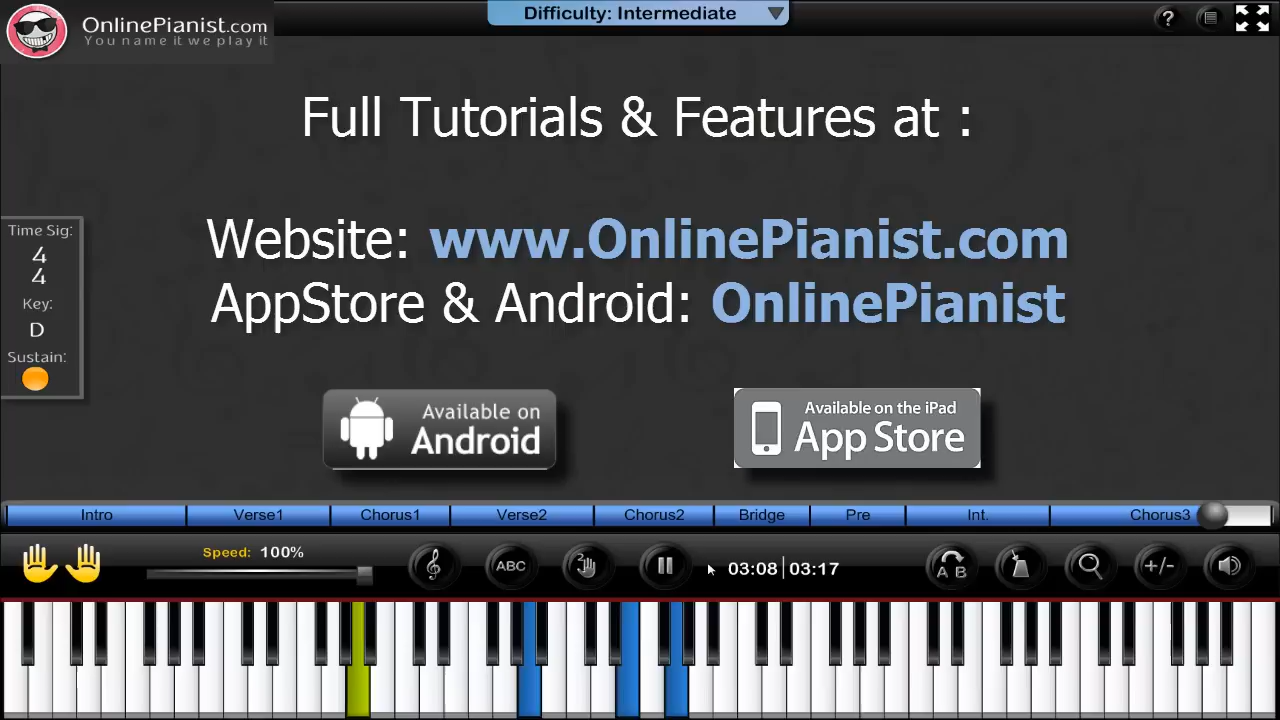 OnlinePianist.com
You name it we play it
Difficulty: Intermediate
?
Full Tutorials & Features at :
Website: www.OnlinePianist.com
AppStore & Android: OnlinePianist
Time Sig:
4
4
Key:
D
Sustain:
Available on
Android
Available on the iPad
App Store
Intro
Verse1
Chorus1
Verse2
Chorus2
Bridge
Pre
Int.
Chorus3
Speed: 100%
ABC
2
03:08 03:17
A B
+/-